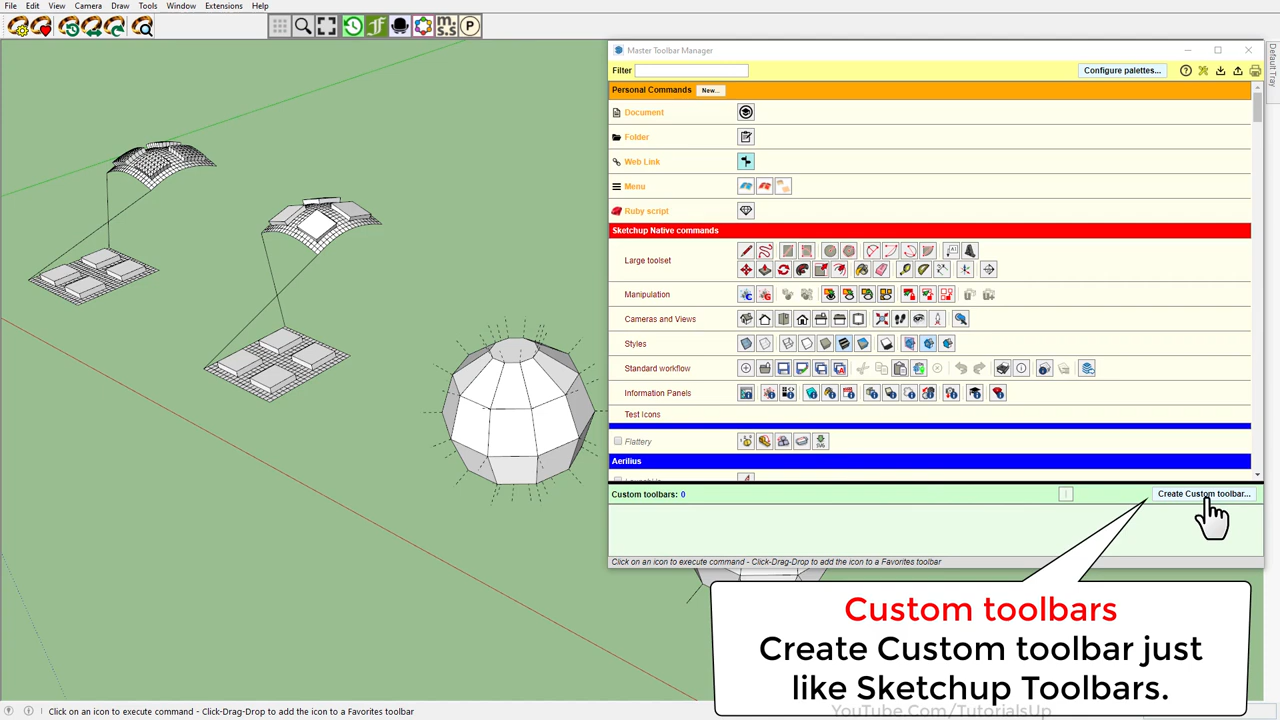 File Edit View Camera Draw Tools Window Extensions Help
m.s.s P
Default Tray
Master Toolbar Manager
Filter
Configure palettes...
Personal Commands New...
Document
Folder
Web Link
Menu
Ruby script
Sketchup Native commands
Large toolset
Manipulation
Cameras and Views
Styles
Standard workflow
Information Panels
Test Icons
Flattery
Aerilius
Custom toolbars: 0
Create Custom toolbar...
Click on an icon to execute command - Click-Drag-Drop to add the icon to a Favorites toolbar
Custom toolbars
Create Custom toolbar just
like Sketchup Toolbars.
YouTube.Com/TutorialsUp
Click on an icon to execute command - Click-Drag-Drop to add the icon to a Favorites toolbar